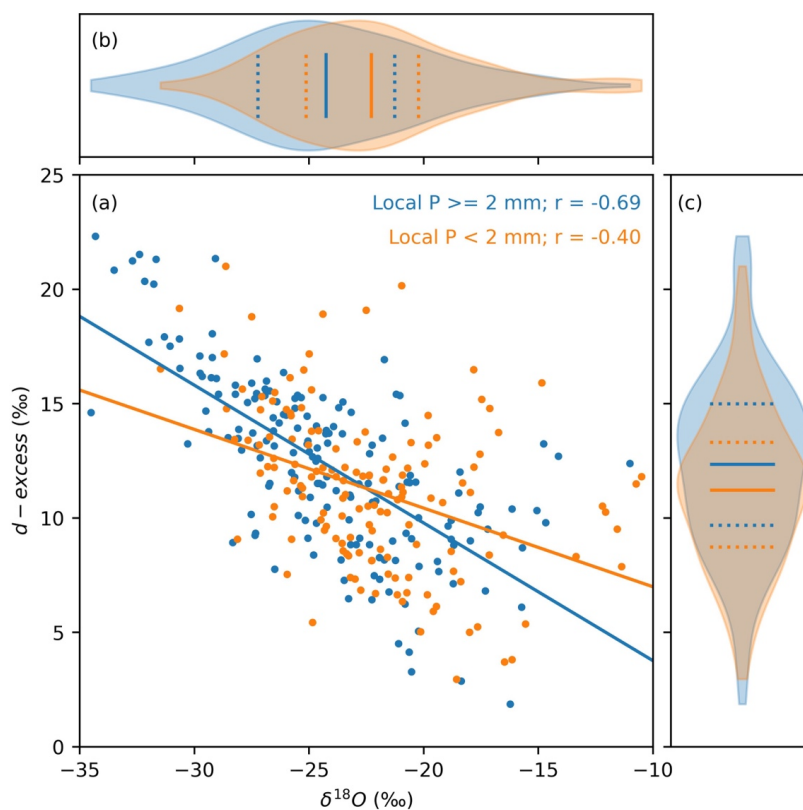 (b)
25
(a)
Local P >= 2 mm; r = -0.69
(c)
Local P < 2 mm; r = -0.40
20
15
10
5
0
d − excess (‰)
−35 −30 −25 −20 −15 −10
δ¹⁸O (‰)